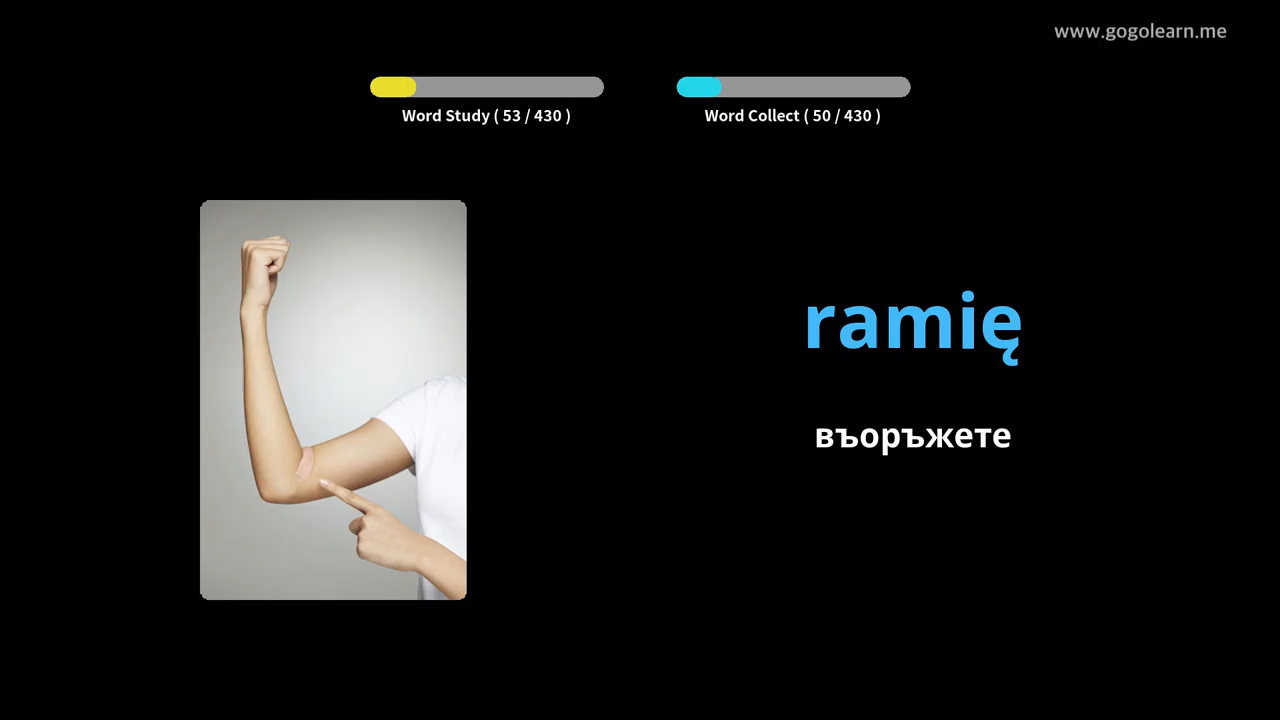 www.gogolearn.me
Word Study ( 53 / 430 )
Word Collect ( 50 / 430 )
ramię
въоръжете